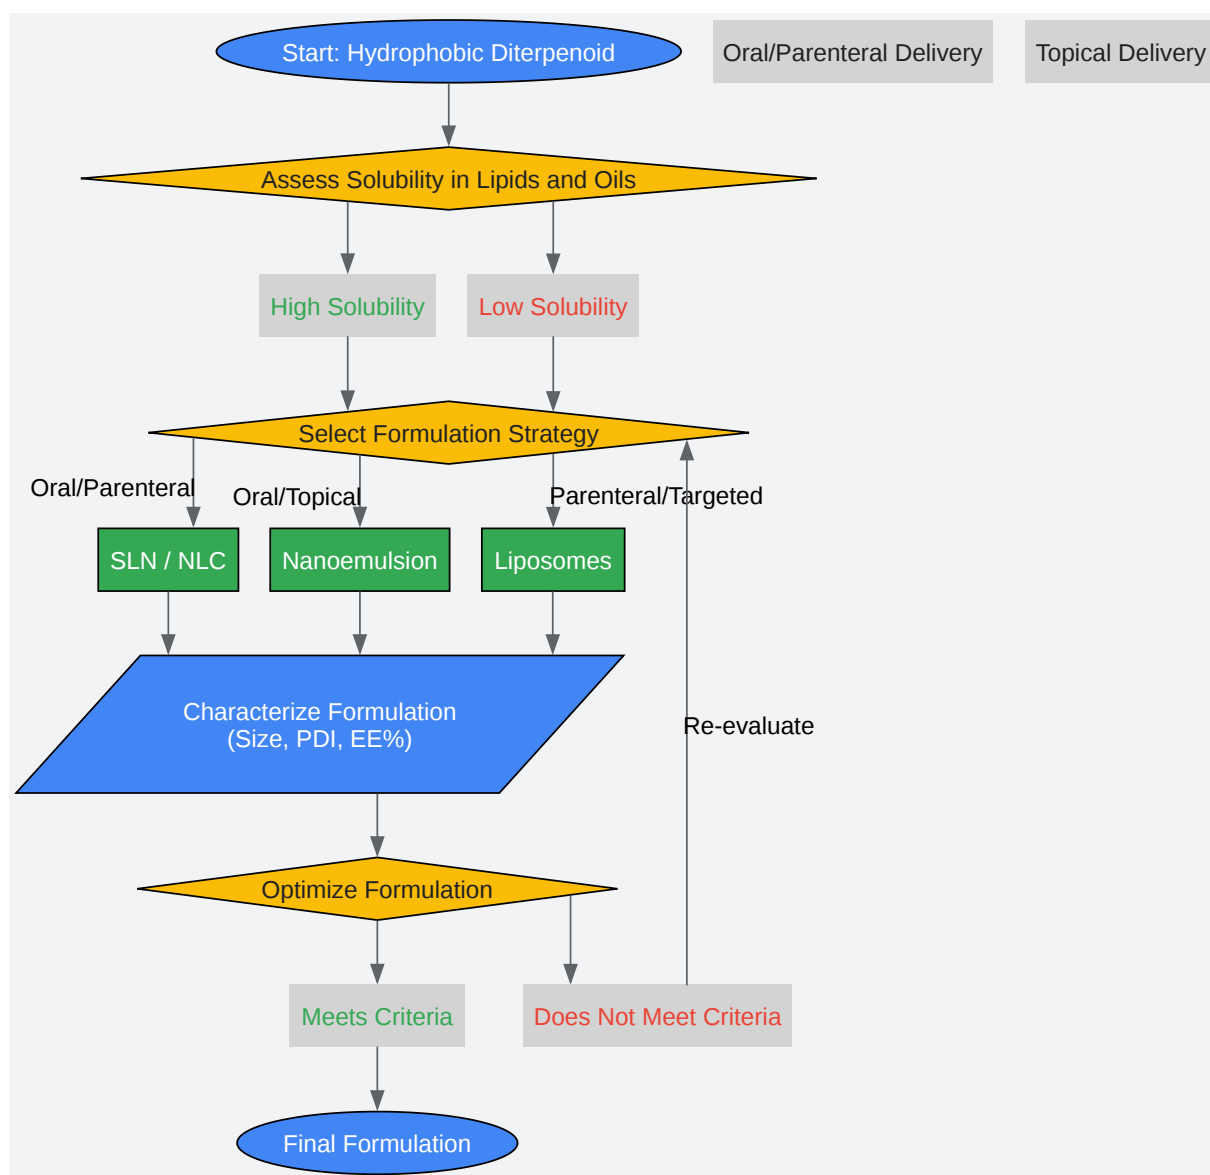 Start: Hydrophobic Diterpenoid
Oral/Parenteral Delivery
Topical Delivery
Assess Solubility in Lipids and Oils
High Solubility
Low Solubility
Select Formulation Strategy
Oral/Parenteral
Oral/Topical
Parenteral/Targeted
SLN / NLC
Nanoemulsion
Liposomes
Characterize Formulation
(Size, PDI, EE%)
Re-evaluate
Optimize Formulation
Meets Criteria
Does Not Meet Criteria
Final Formulation